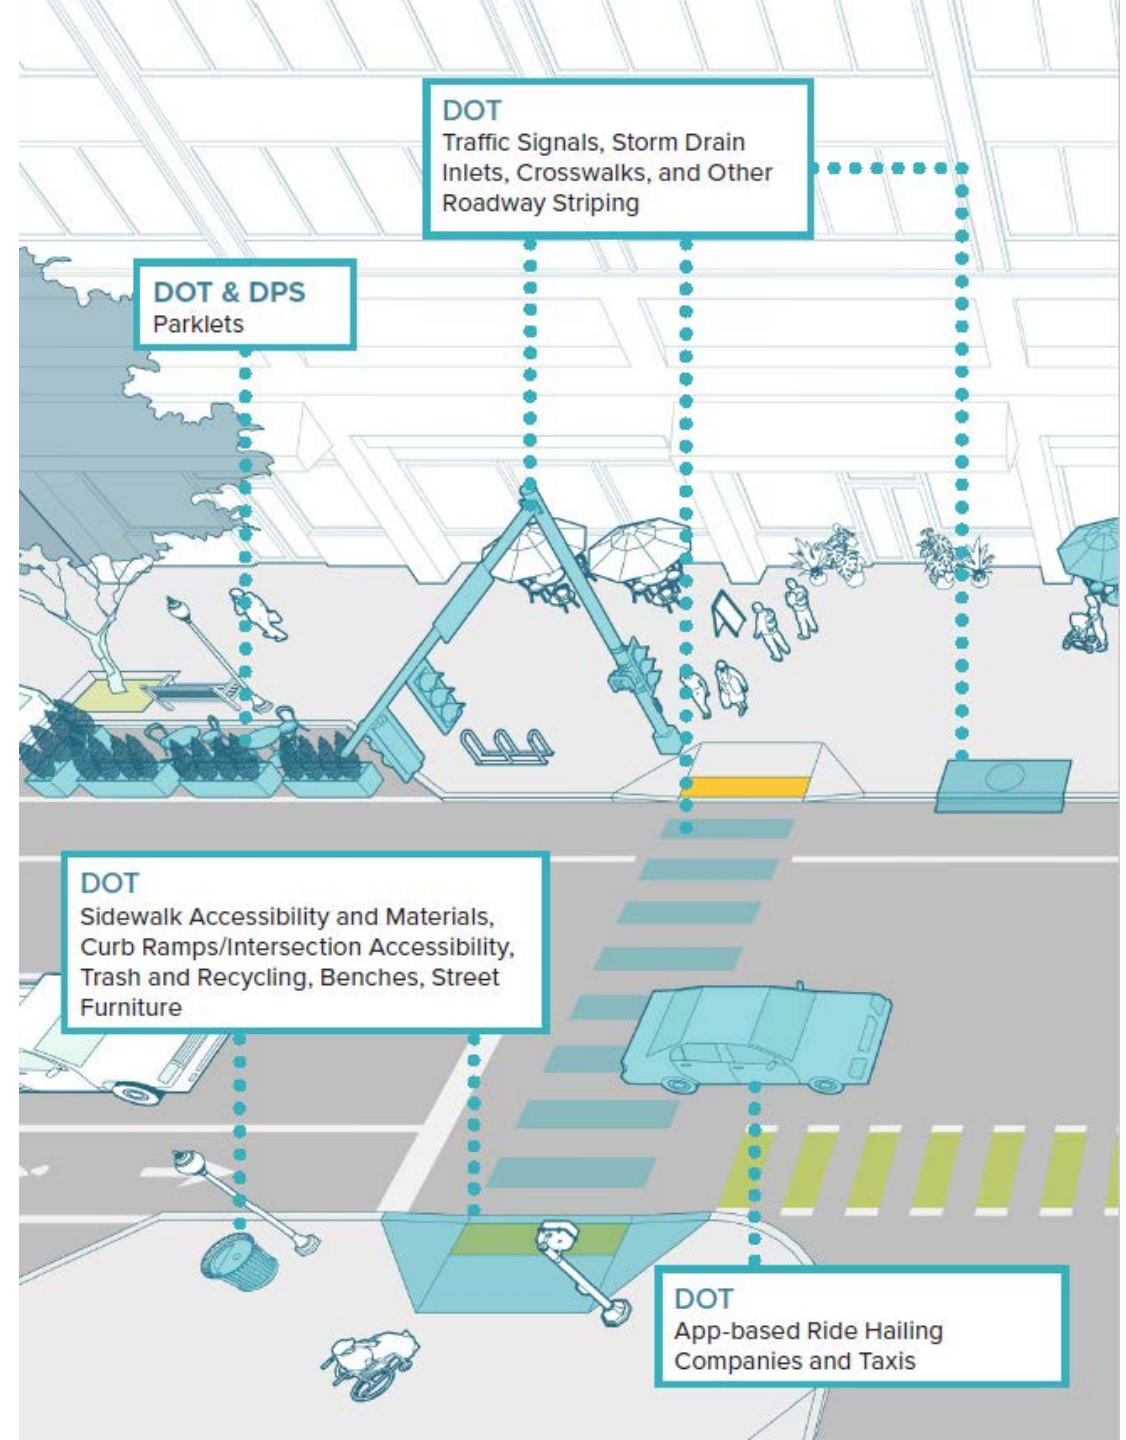 DOT
Traffic Signals, Storm Drain
Inlets, Crosswalks, and Other
Roadway Striping
DOT & DPS
Parklets
DOT
Sidewalk Accessibility and Materials,
Curb Ramps/Intersection Accessibility,
Trash and Recycling, Benches, Street
Furniture
DOT
App-based Ride Hailing
Companies and Taxis